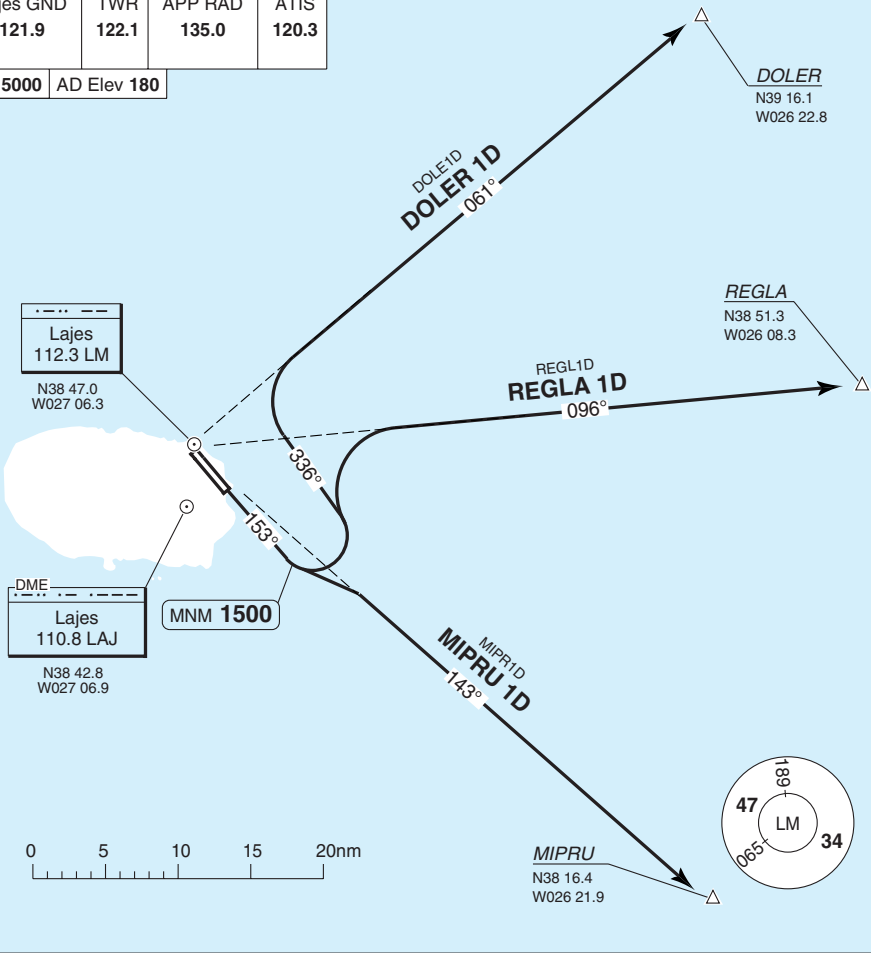 GND TWR APP RAD ATIS
121.9 122.1 135.0 120.3
5000 AD Elev 180
DOLER
N39 16.1
W026 22.8
DOLE1D
DOLER 1D
061°
REGLA
N38 51.3
W026 08.3
Lajes
112.3 LM
N38 47.0
W027 06.3
REGL1D
REGLA 1D
096°
336°
153°
DME
Lajes
110.8 LAJ
N38 42.8
W027 06.9
MNM 1500
MIPR1D
MIPRU 1D
143°
189
47
LM
34
065
0 5 10 15 20nm
MIPRU
N38 16.4
W026 21.9